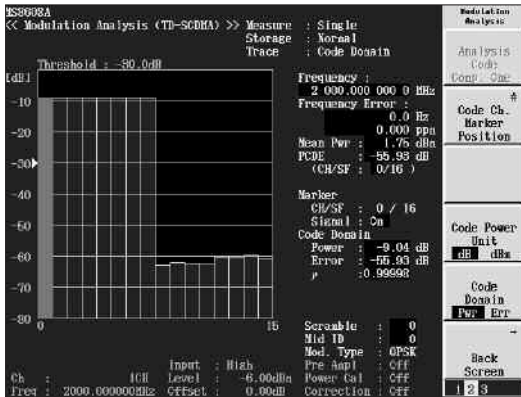 MS8608A
<< Modulation Analysis (TD-SCDMA) >>
Measure : Single
Storage : Normal
Trace : Code Domain
Threshold : -30.0dB
[dB]
-10
-20
-30
-40
-50
-60
-70
-80
0
16
Frequency :
2 000.000 000 0 MHz
Frequency Error :
0.0 Hz
0.000 ppm
Mean Pwr : 1.75 dBm
PCDE : -55.93 dB
(CH/SF : 0/16 )
Marker
CH/SF : 0 / 16
Signal : On
Code Domain
Power : -9.04 dB
Error : -55.93 dB
ρ :0.99998
Scramble : 0
Mid ID : 0
Mod. Type : QPSK
Pre Ampl : Off
Power Cal : Off
Correction : Off
Input : High
Ch : 1CH Level : -6.00dBm
Freq : 2000.000000MHz Offset : 0.00dB
Modulation
Analysis
Analysis
Code
Comp. One
#
Code Ch.
Marker
Position
Code Power
Unit
dB dBm
Code
Domain
Pwr Err
→
Back
Screen
1 2 3